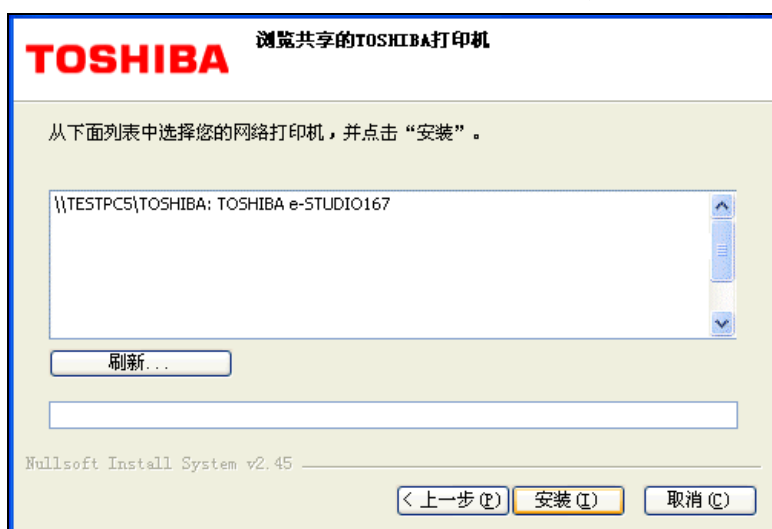 TOSHIBA
浏览共享的TOSHIBA打印机
从下面列表中选择您的网络打印机，并点击“安装”。
\\TESTPC5\TOSHIBA: TOSHIBA e-STUDIO167
刷新...
Nullsoft Install System v2.45
< 上一步(P)
安装(I)
取消(C)